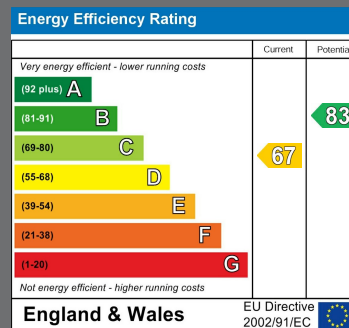 Energy Efficiency Rating
Current Potentia
Very energy efficient - lower running costs
(92 plus) A
(81-91) B
83
(69-80) C
67
(55-68) D
(39-54) E
(21-38) F
(1-20) G
Not energy efficient - higher running costs
England & Wales
EU Directive
2002/91/EC